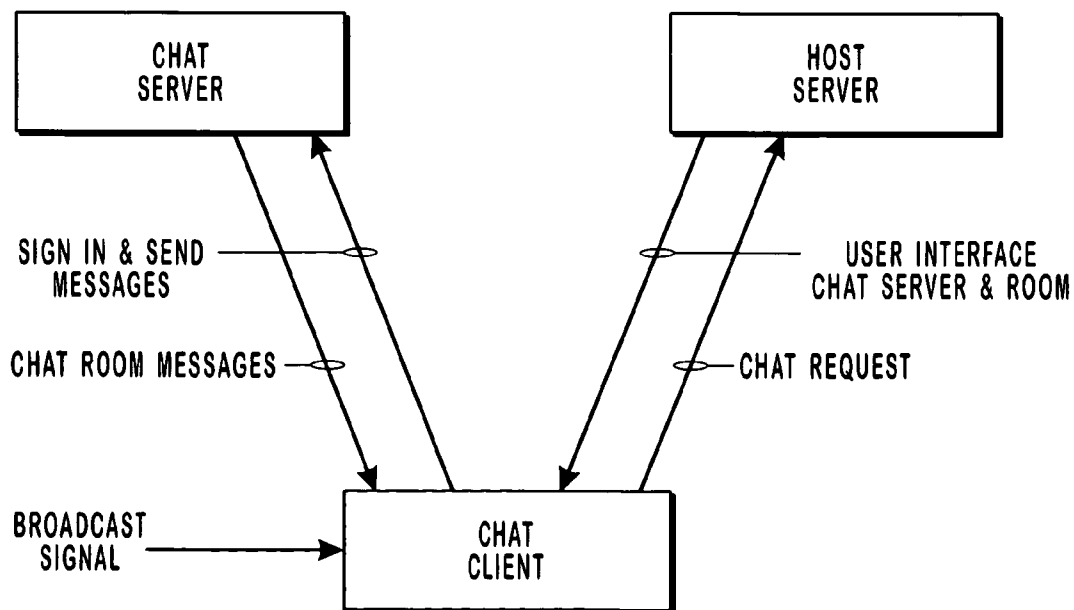 CHAT
SERVER
HOST
SERVER
SIGN IN & SEND
MESSAGES
USER INTERFACE
CHAT SERVER & ROOM
CHAT ROOM MESSAGES
CHAT REQUEST
BROADCAST
SIGNAL
CHAT
CLIENT